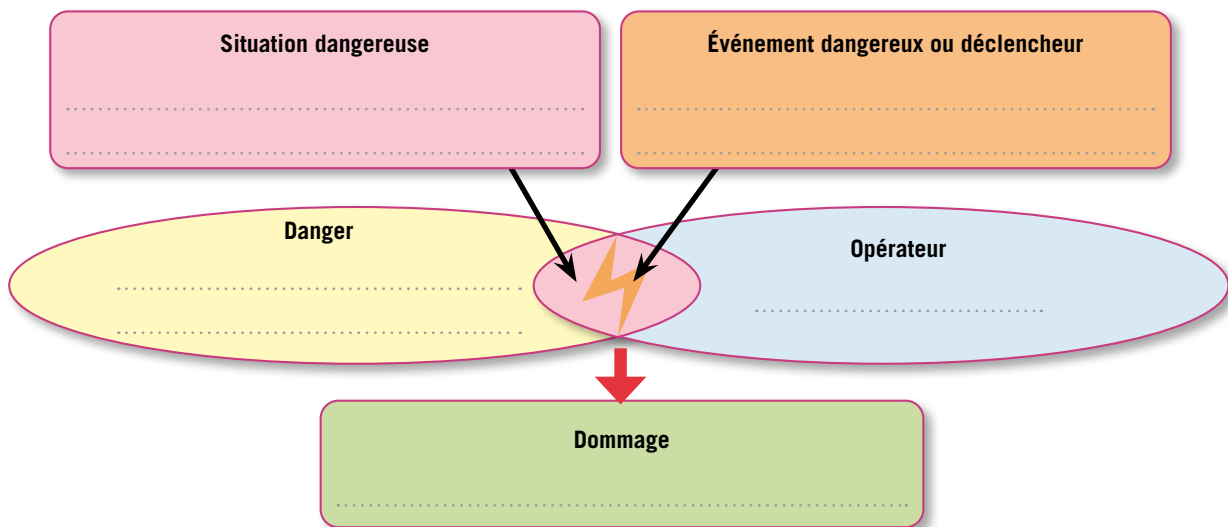 Situation dangereuse
Événement dangereux ou déclencheur
Danger
Opérateur
Dommage